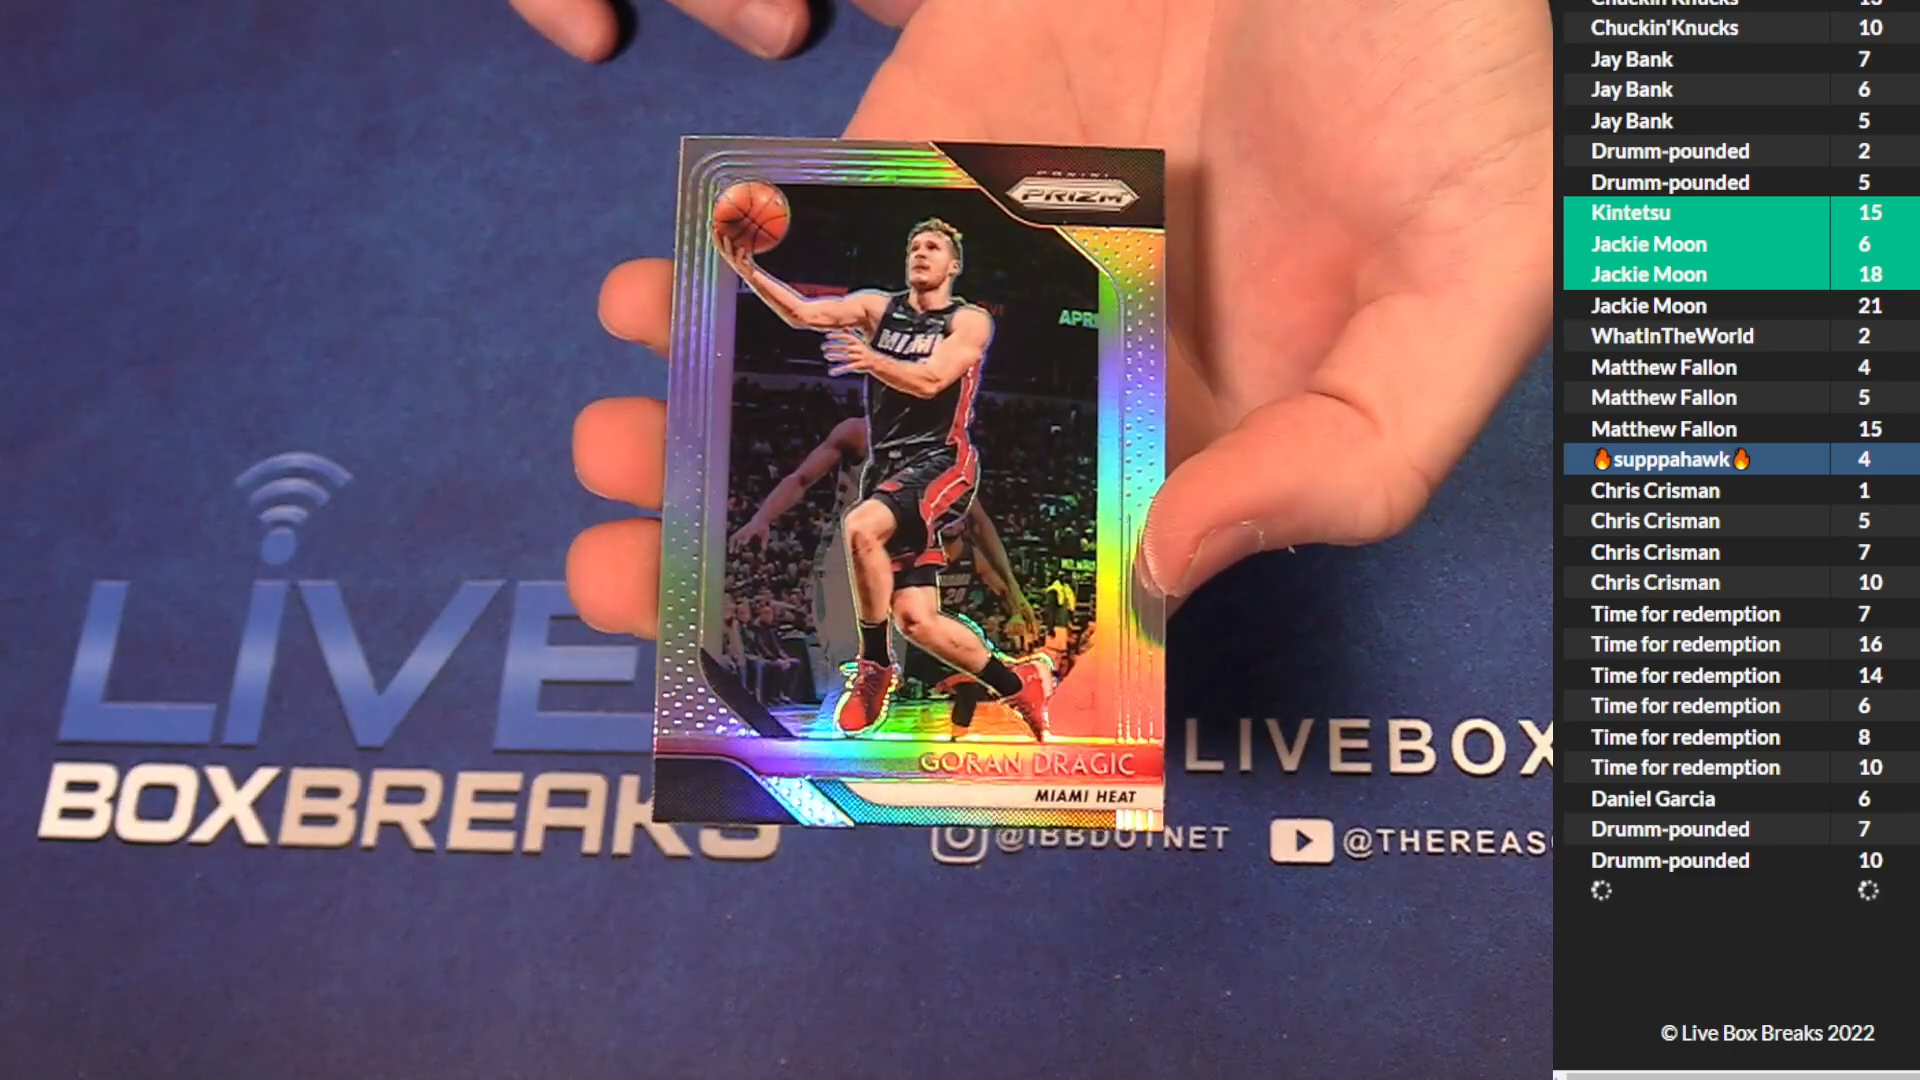 PANINI
PRIZM
APR
MIAMI
20
GORAN DRAGIC
MIAMI HEAT
LIVE
BOXBREAKS
LIVEBOX
@IBBDOTNET
@THEREAS
Chuckin'Knucks 10
Jay Bank 7
Jay Bank 6
Jay Bank 5
Drumm-pounded 2
Drumm-pounded 5
Kintetsu 15
Jackie Moon 6
Jackie Moon 18
Jackie Moon 21
WhatInTheWorld 2
Matthew Fallon 4
Matthew Fallon 5
Matthew Fallon 15
🔥supppahawk🔥 4
Chris Crisman 1
Chris Crisman 5
Chris Crisman 7
Chris Crisman 10
Time for redemption 7
Time for redemption 16
Time for redemption 14
Time for redemption 6
Time for redemption 8
Time for redemption 10
Daniel Garcia 6
Drumm-pounded 7
Drumm-pounded 10
© Live Box Breaks 2022